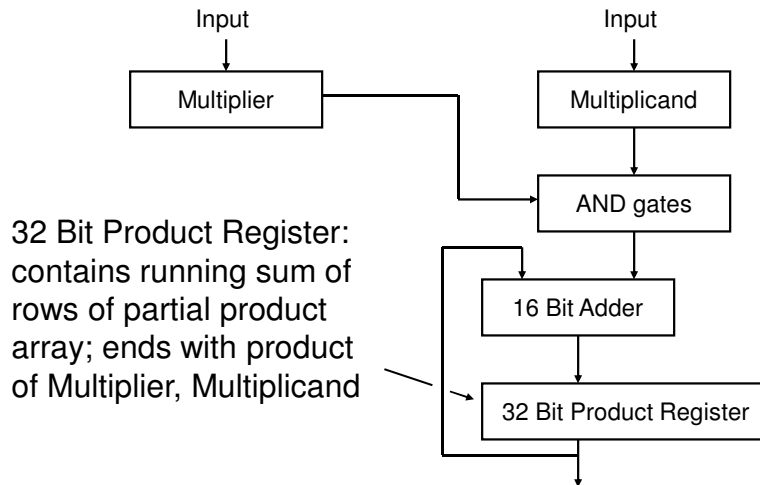 Input
Input
Multiplier
Multiplicand
AND gates
32 Bit Product Register:
contains running sum of
rows of partial product
array; ends with product
of Multiplier, Multiplicand
16 Bit Adder
32 Bit Product Register